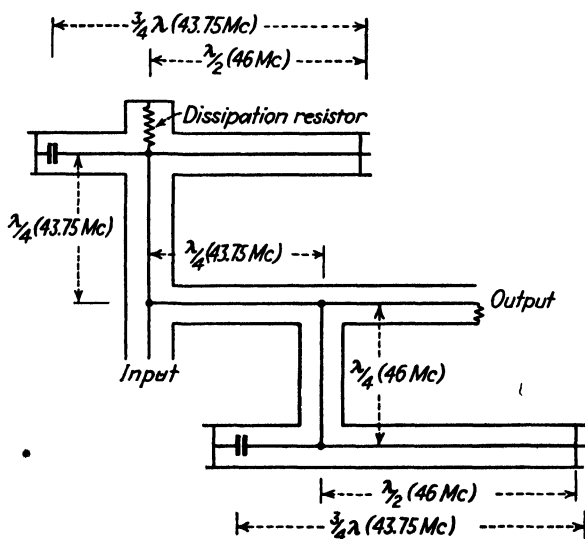 3/4 λ (43.75 Mc)
λ/2 (46 Mc)
Dissipation resistor
λ/4 (43.75 Mc)
λ/4 (43.75 Mc)
Output
Input
λ/4 (46 Mc)
λ/2 (46 Mc)
3/4 λ (43.75 Mc)